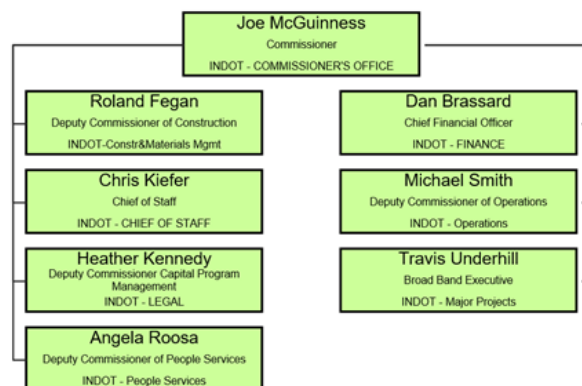 Joe McGuinness
Commissioner
INDOT - COMMISSIONER'S OFFICE
Roland Fegan
Deputy Commissioner of Construction
INDOT-Constr&Materials Mgmt
Dan Brassard
Chief Financial Officer
INDOT - FINANCE
Chris Kiefer
Chief of Staff
INDOT - CHIEF OF STAFF
Michael Smith
Deputy Commissioner of Operations
INDOT - Operations
Heather Kennedy
Deputy Commissioner Capital Program
Management
INDOT - LEGAL
Travis Underhill
Broad Band Executive
INDOT - Major Projects
Angela Roosa
Deputy Commissioner of People Services
INDOT - People Services